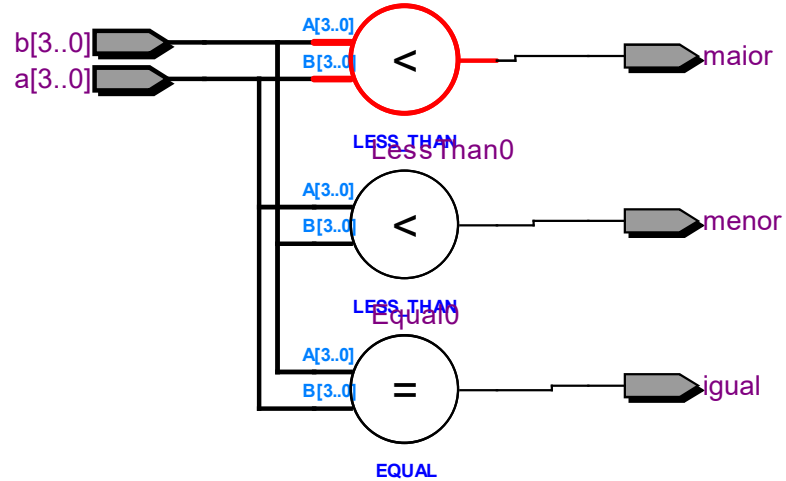 b[3..0]
a[3..0]
A[3..0]
B[3..0]
<
maior
LESS_THAN
LessThan0
A[3..0]
B[3..0]
<
menor
LESS_THAN
Equal0
A[3..0]
B[3..0]
=
igual
EQUAL